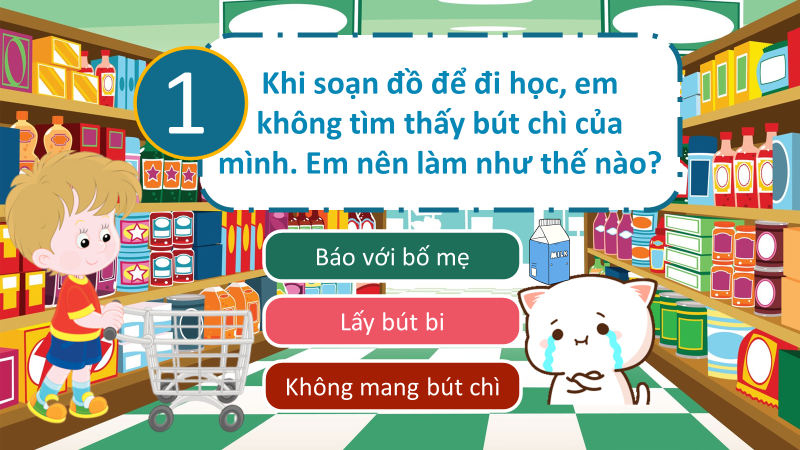 1
Khi soạn đồ để đi học, em
không tìm thấy bút chì của
mình. Em nên làm như thế nào?
Báo với bố mẹ
MILK
Lấy bút bi
Không mang bút chì